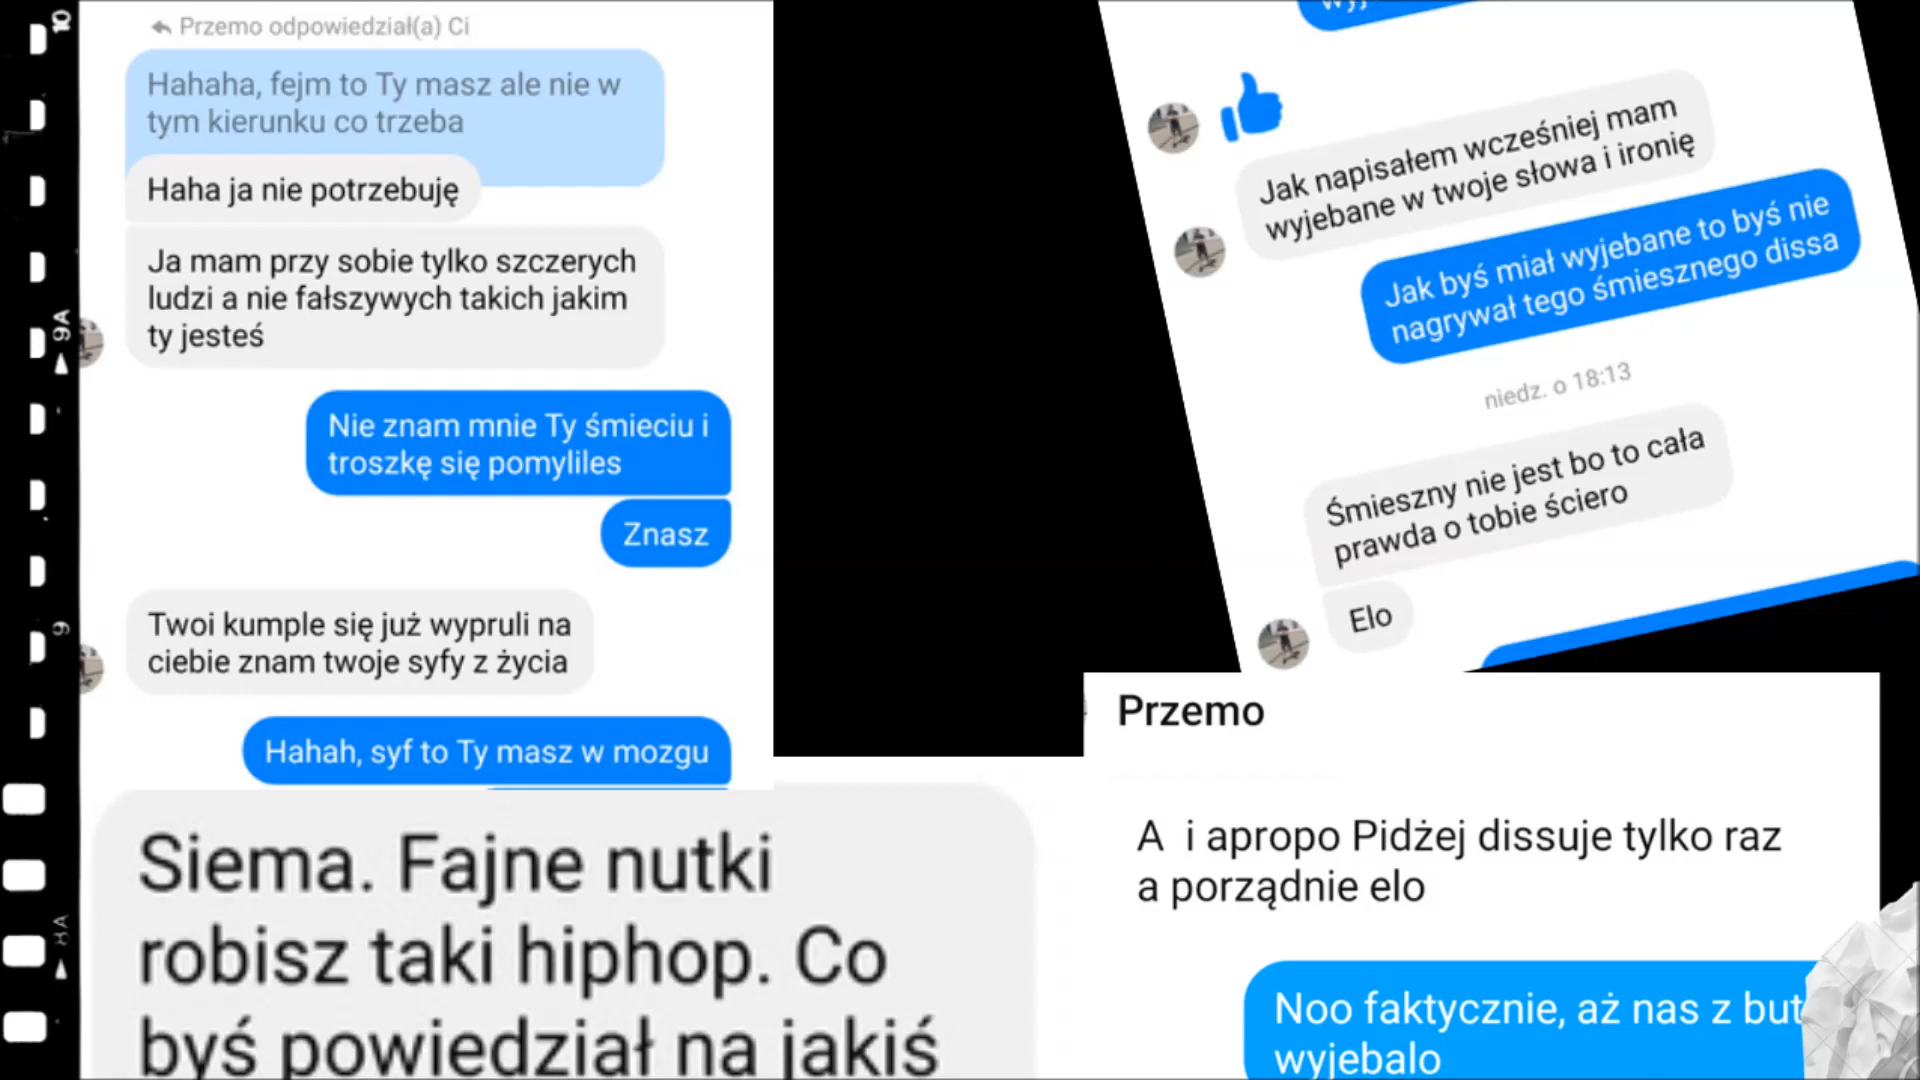 Przemo odpowiedział(a) Ci
Hahaha, fejm to Ty masz ale nie w
tym kierunku co trzeba
Haha ja nie potrzebuję
Ja mam przy sobie tylko szczerych
ludzi a nie fałszywych takich jakim
ty jesteś
Nie znam mnie Ty śmieciu i
troszkę się pomyliles
Znasz
Twoi kumple się już wypruli na
ciebie znam twoje syfy z życia
Hahah, syf to Ty masz w mozgu
Siema. Fajne nutki
robisz taki hiphop. Co
byś powiedział na jakiś
Jak napisałem wcześniej mam
wyjebane w twoje słowa i ironię
Jak byś miał wyjebane to byś nie
nagrywał tego śmiesznego dissa
niedz. o 18:13
Śmieszny nie jest bo to cała
prawda o tobie ściero
Elo
Przemo
A i apropo Pidżej dissuje tylko raz
a porządnie elo
Noo faktycznie, aż nas z but
wyjebalo
10
9A
9
8A